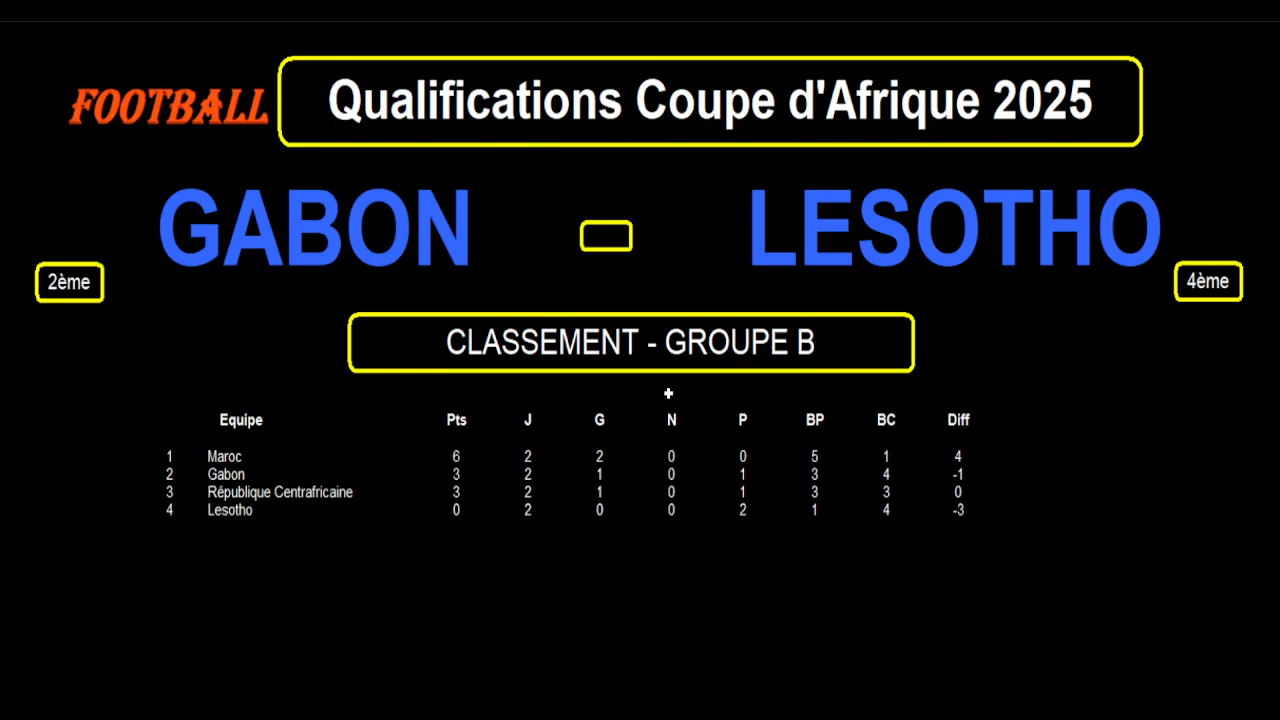 FOOTBALL
Qualifications Coupe d'Afrique 2025
GABON
LESOTHO
2ème
4ème
CLASSEMENT - GROUPE B
Equipe Pts J G N P BP BC Diff
1 Maroc 6 2 2 0 0 5 1 4
2 Gabon 3 2 1 0 1 3 4 -1
3 République Centrafricaine 3 2 1 0 1 3 3 0
4 Lesotho 0 2 0 0 2 1 4 -3